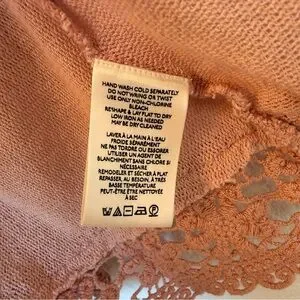 HAND WASH COLD SEPARATELY
DO NOT WRING OR TWIST
USE ONLY NON-CHLORINE
BLEACH
RESHAPE & LAY FLAT TO DRY
LOW IRON AS NEEDED
MAY BE DRY CLEANED
LAVER À LA MAIN À L'EAU
FROIDE SÉPARÉMENT
NE PAS TORDRE OU ESSORER
UTILISER UN AGENT DE
BLANCHIMENT SANS CHLORE SI
NÉCESSAIRE
REMODELER ET SÉCHER À PLAT
REPASSER, AU BESOIN, À TRÈS
BASSE TEMPÉRATURE
PEUT-ÊTRE ÊTRE NETTOYÉE
À SEC